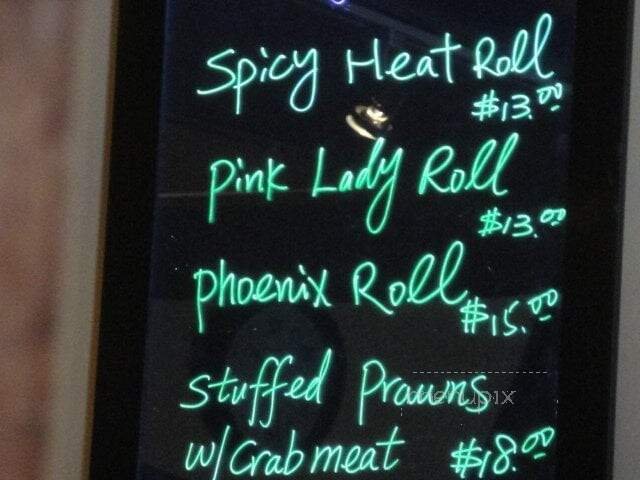 Spicy Heat Roll
$13.00
Pink Lady Roll
$13.00
Phoenix Roll
$15.00
Stuffed Prawns
menupix
w/ Crab meat $18.00